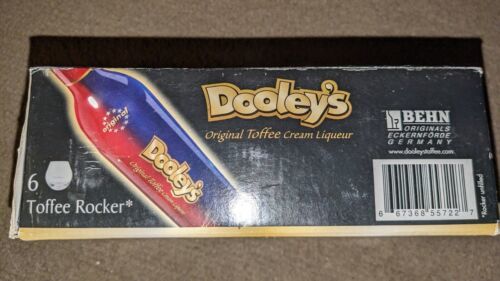 original
Dooley's
Original Toffee Cream Liqueur
Dooley's
Original Toffee Cream Liqueur
BEHN
ORIGINALS
ECKERNFÖRDE
GERMANY
www.dooleystoffee.com
6
Toffee Rocker*
6 67368 55722 7
*Rocker unfilled